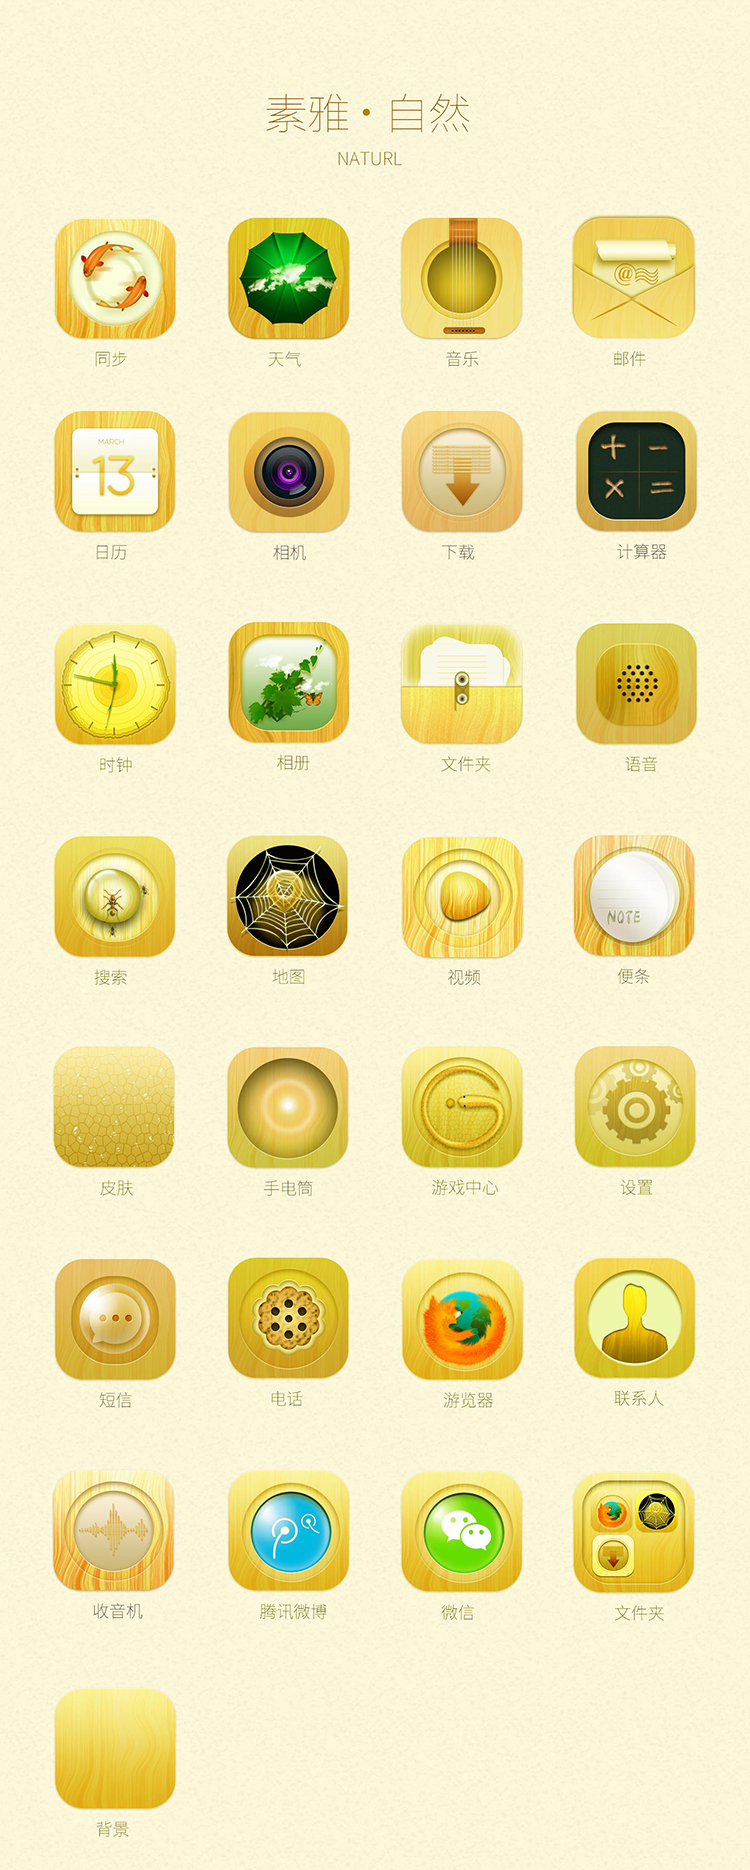 素雅·自然
NATURL
同步
天气
音乐
邮件
MARCH
13
日历
相机
下载
计算器
时钟
相册
文件夹
语音
NOTE
搜索
地图
视频
便条
皮肤
手电筒
游戏中心
设置
短信
电话
游览器
联系人
收音机
腾讯微博
微信
文件夹
背景